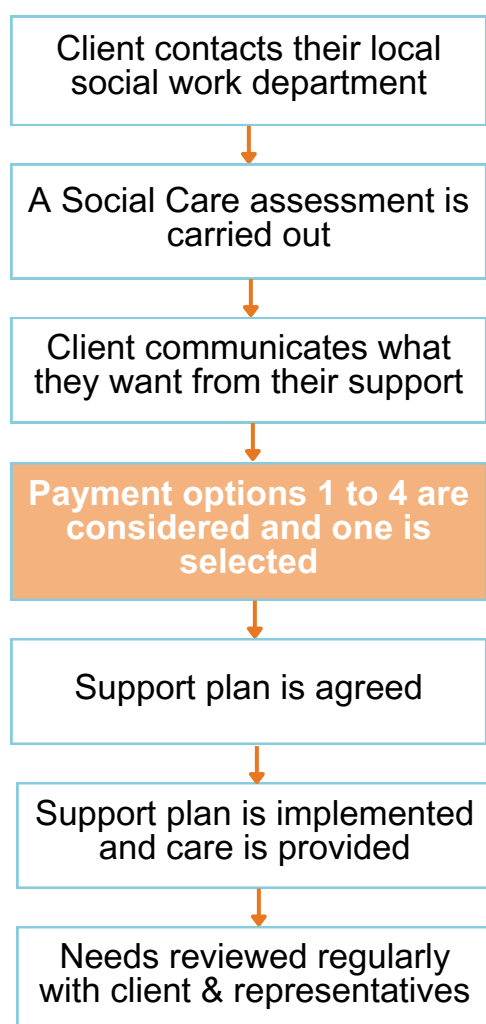 Client contacts their local
social work department
A Social Care assessment is
carried out
Client communicates what
they want from their support
Payment options 1 to 4 are
considered and one is
selected
Support plan is agreed
Support plan is implemented
and care is provided
Needs reviewed regularly
with client & representatives